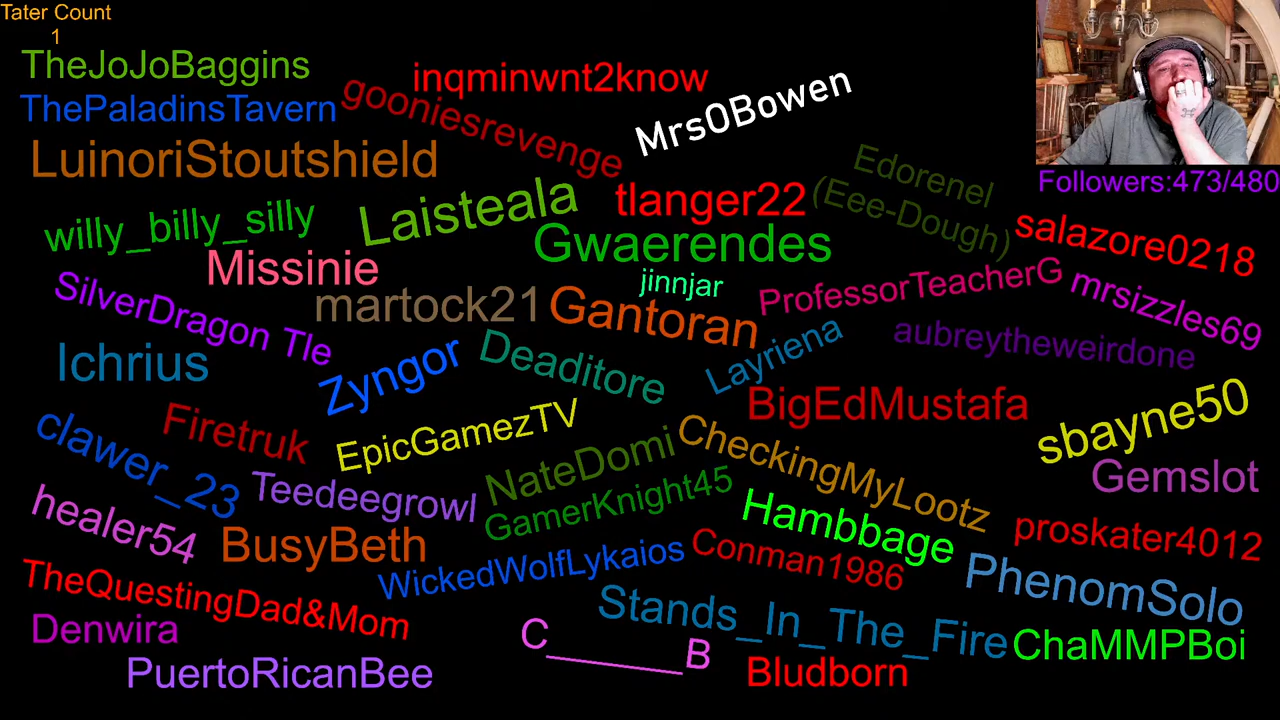 Tater Count
1
TheJoJoBaggins
inqminwnt2know
gooniesrevenge
MrsOBowen
ThePaladinsTavern
LuinoriStoutshield
Edorenel
(Eee-Dough)
Followers:473/480
willy_billy_silly
Laisteala
tlanger22
Gwaerendes
salazore0218
Missinie
jinnjar
ProfessorTeacherG
mrsizzles69
SilverDragon Tle
martock21
Gantoran
Layriena
aubreytheweirdone
Ichrius
Zyngor
Deaditore
BigEdMustafa
sbayne50
clawer_23
Firetruk
EpicGamezTV
NateDomi
CheckingMyLootz
Gemslot
healer54
Teedeegrowl
GamerKnight45
Hambbage
proskater4012
BusyBeth
WickedWolfLykaios
Conman1986
PhenomSolo
TheQuestingDad&Mom
Stands_In_The_Fire
Denwira
C______B
ChaMMPBoi
PuertoRicanBee
Bludborn